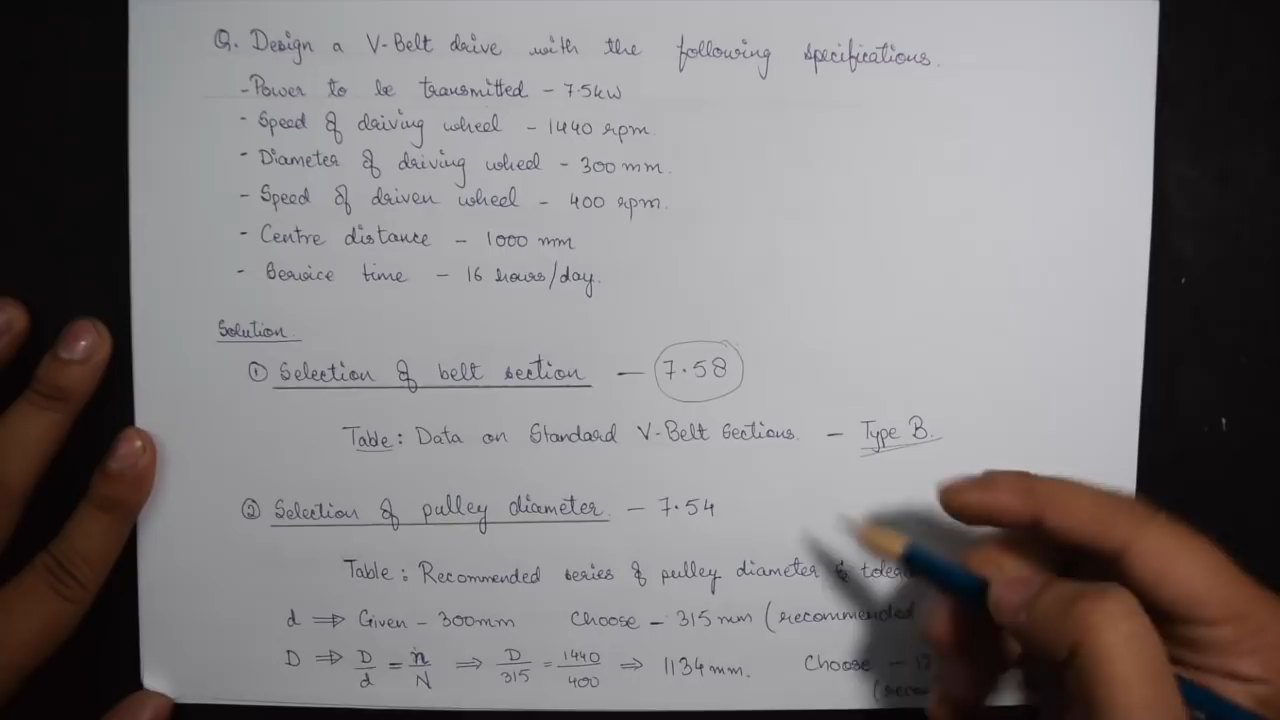 Q. Design a V-Belt drive with the following specifications.
- Power to be transmitted - 7.5kW
- Speed of driving wheel - 1440 rpm.
- Diameter of driving wheel - 300 mm.
- Speed of driven wheel - 400 rpm.
- Centre distance - 1000 mm
- Service time - 16 hours/day.
Solution.
① Selection of belt section — 7.58
Table: Data on Standard V-Belt Sections. - Type B.
② Selection of pulley diameter. - 7.54
Table: Recommended series of pulley diameter &
d ⇒ Given - 300mm Choose - 315 mm (recommended
D ⇒ D/d = n/N ⇒ D/315 = 1440/400 ⇒ 1134 mm. Choose -